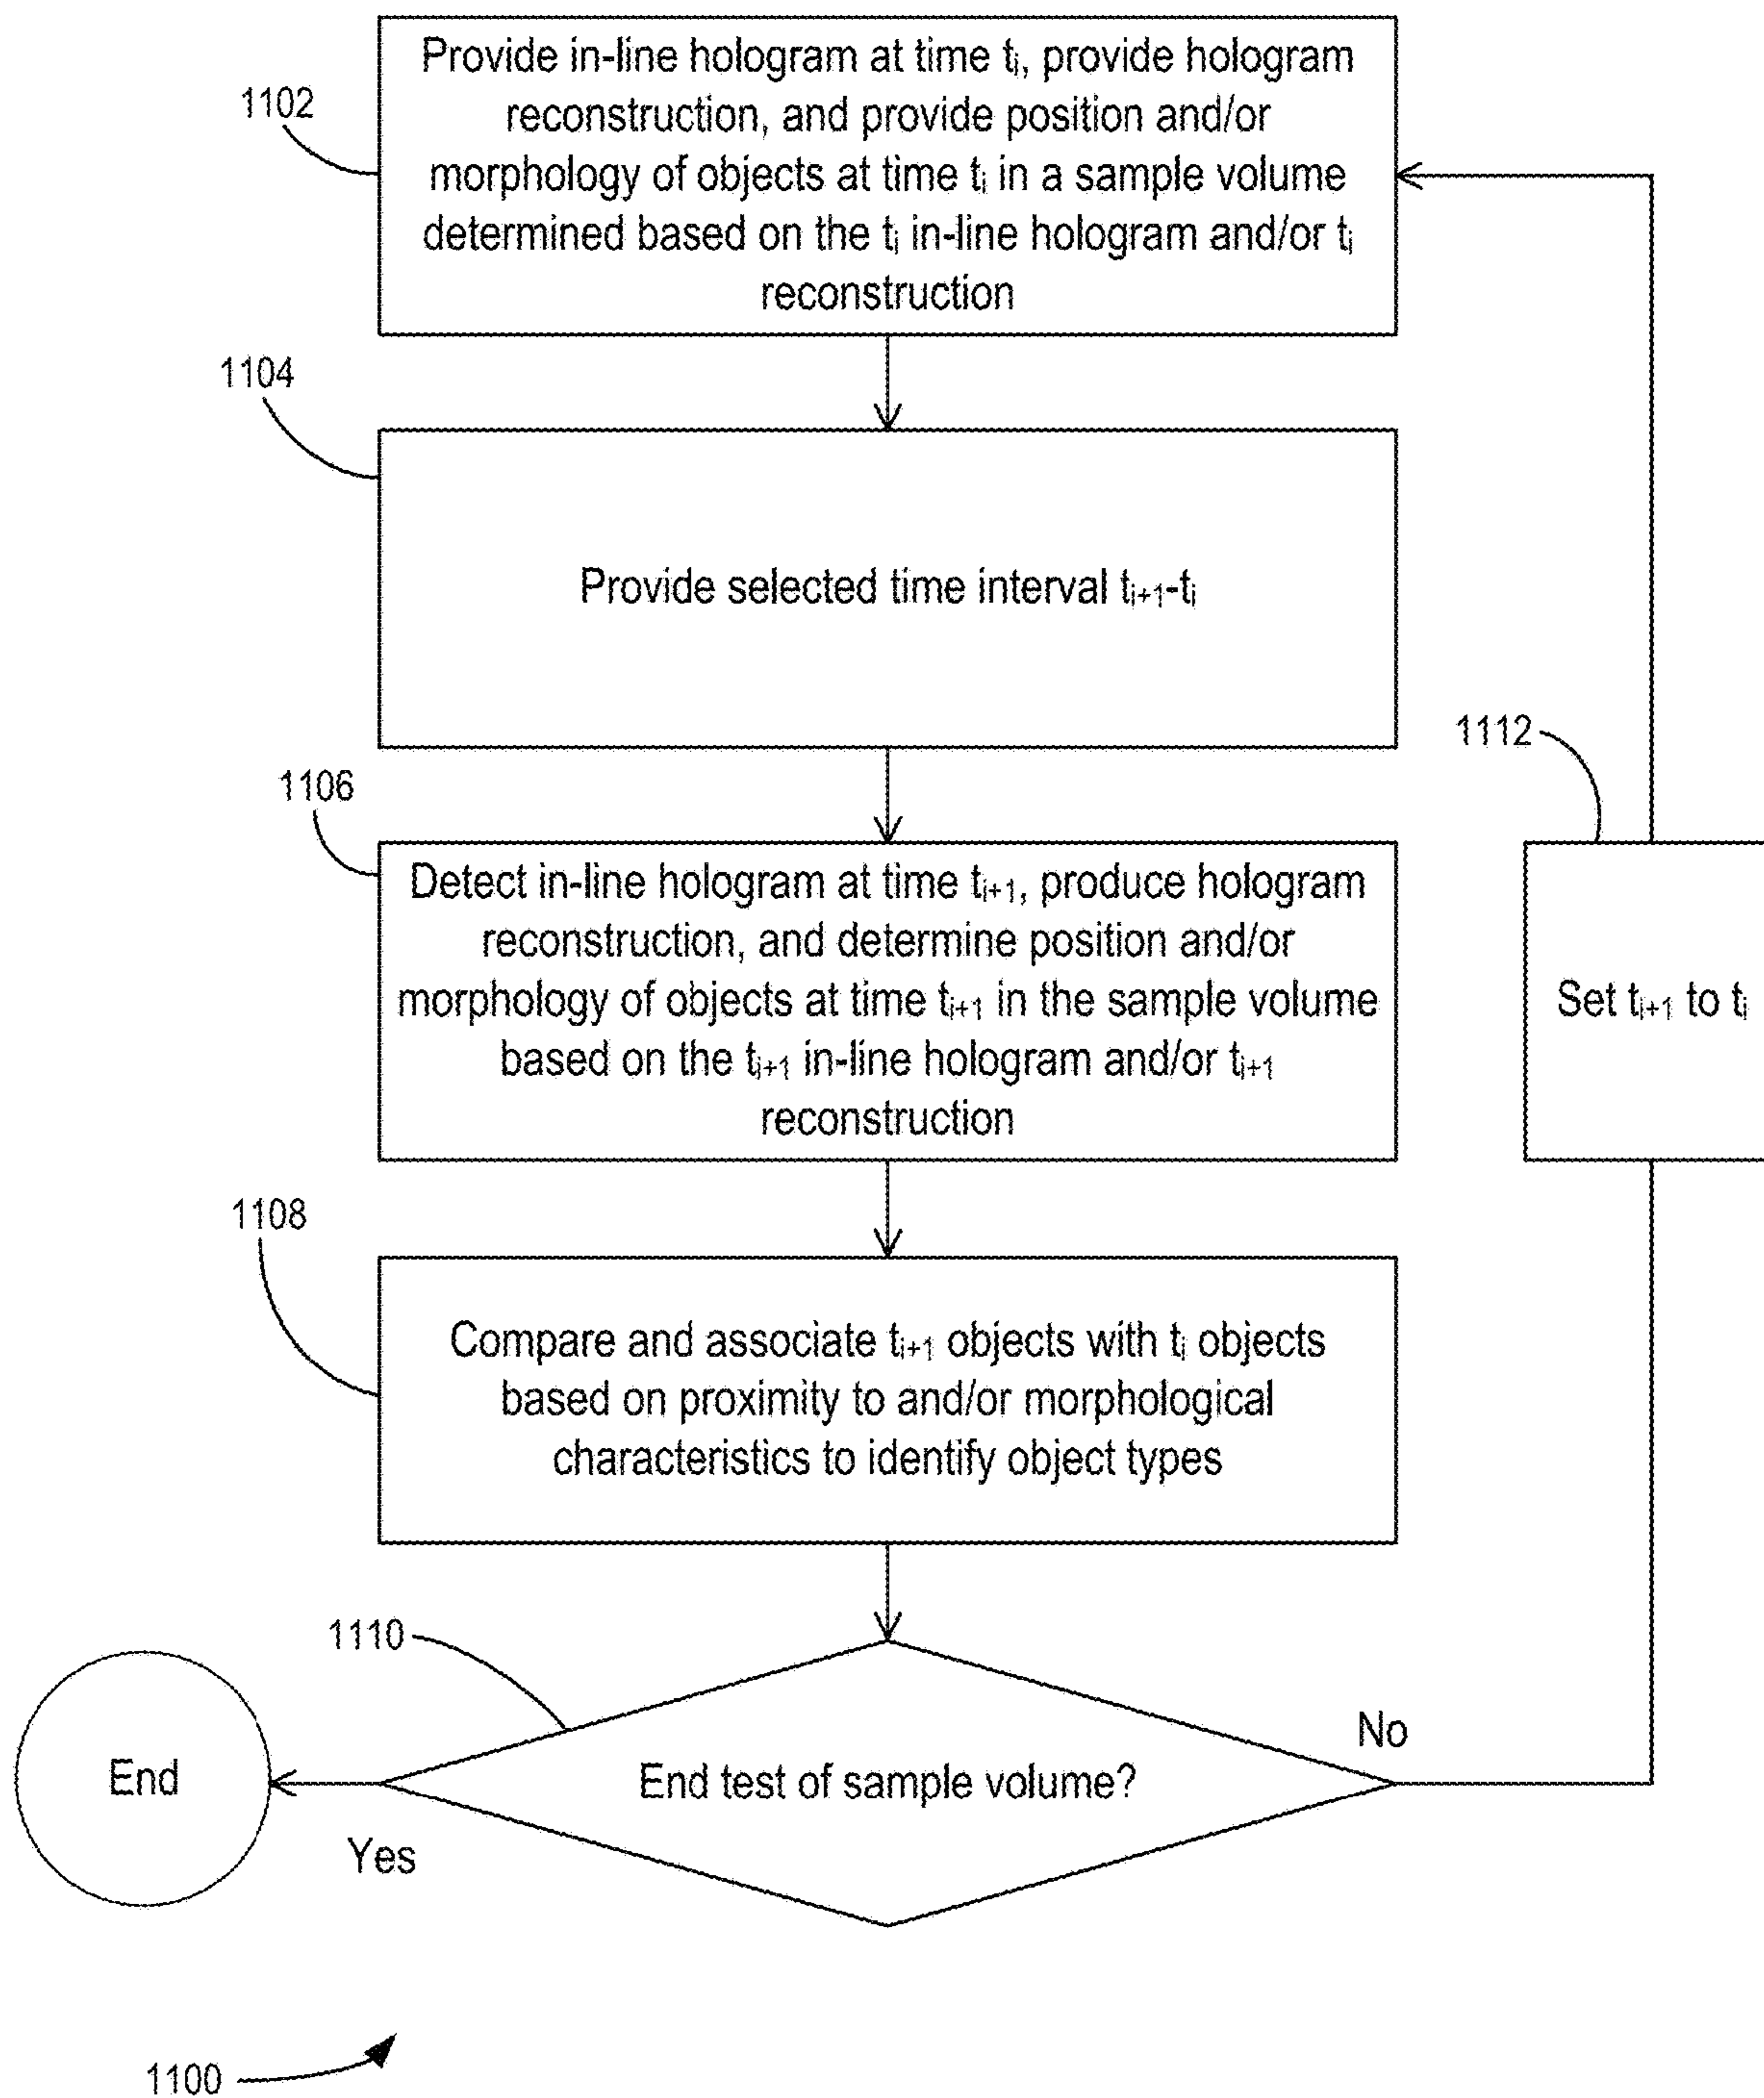 1102
Provide in-line hologram at time tᵢ, provide hologram
reconstruction, and provide position and/or
morphology of objects at time tᵢ in a sample volume
determined based on the tᵢ in-line hologram and/or tᵢ
reconstruction
1104
Provide selected time interval tᵢ₊₁-tᵢ
1106
Detect in-line hologram at time tᵢ₊₁, produce hologram
reconstruction, and determine position and/or
morphology of objects at time tᵢ₊₁ in the sample volume
based on the tᵢ₊₁ in-line hologram and/or tᵢ₊₁
reconstruction
1112
Set tᵢ₊₁ to tᵢ
1108
Compare and associate tᵢ₊₁ objects with tᵢ objects
based on proximity to and/or morphological
characteristics to identify object types
1110
End test of sample volume?
No
Yes
End
1100